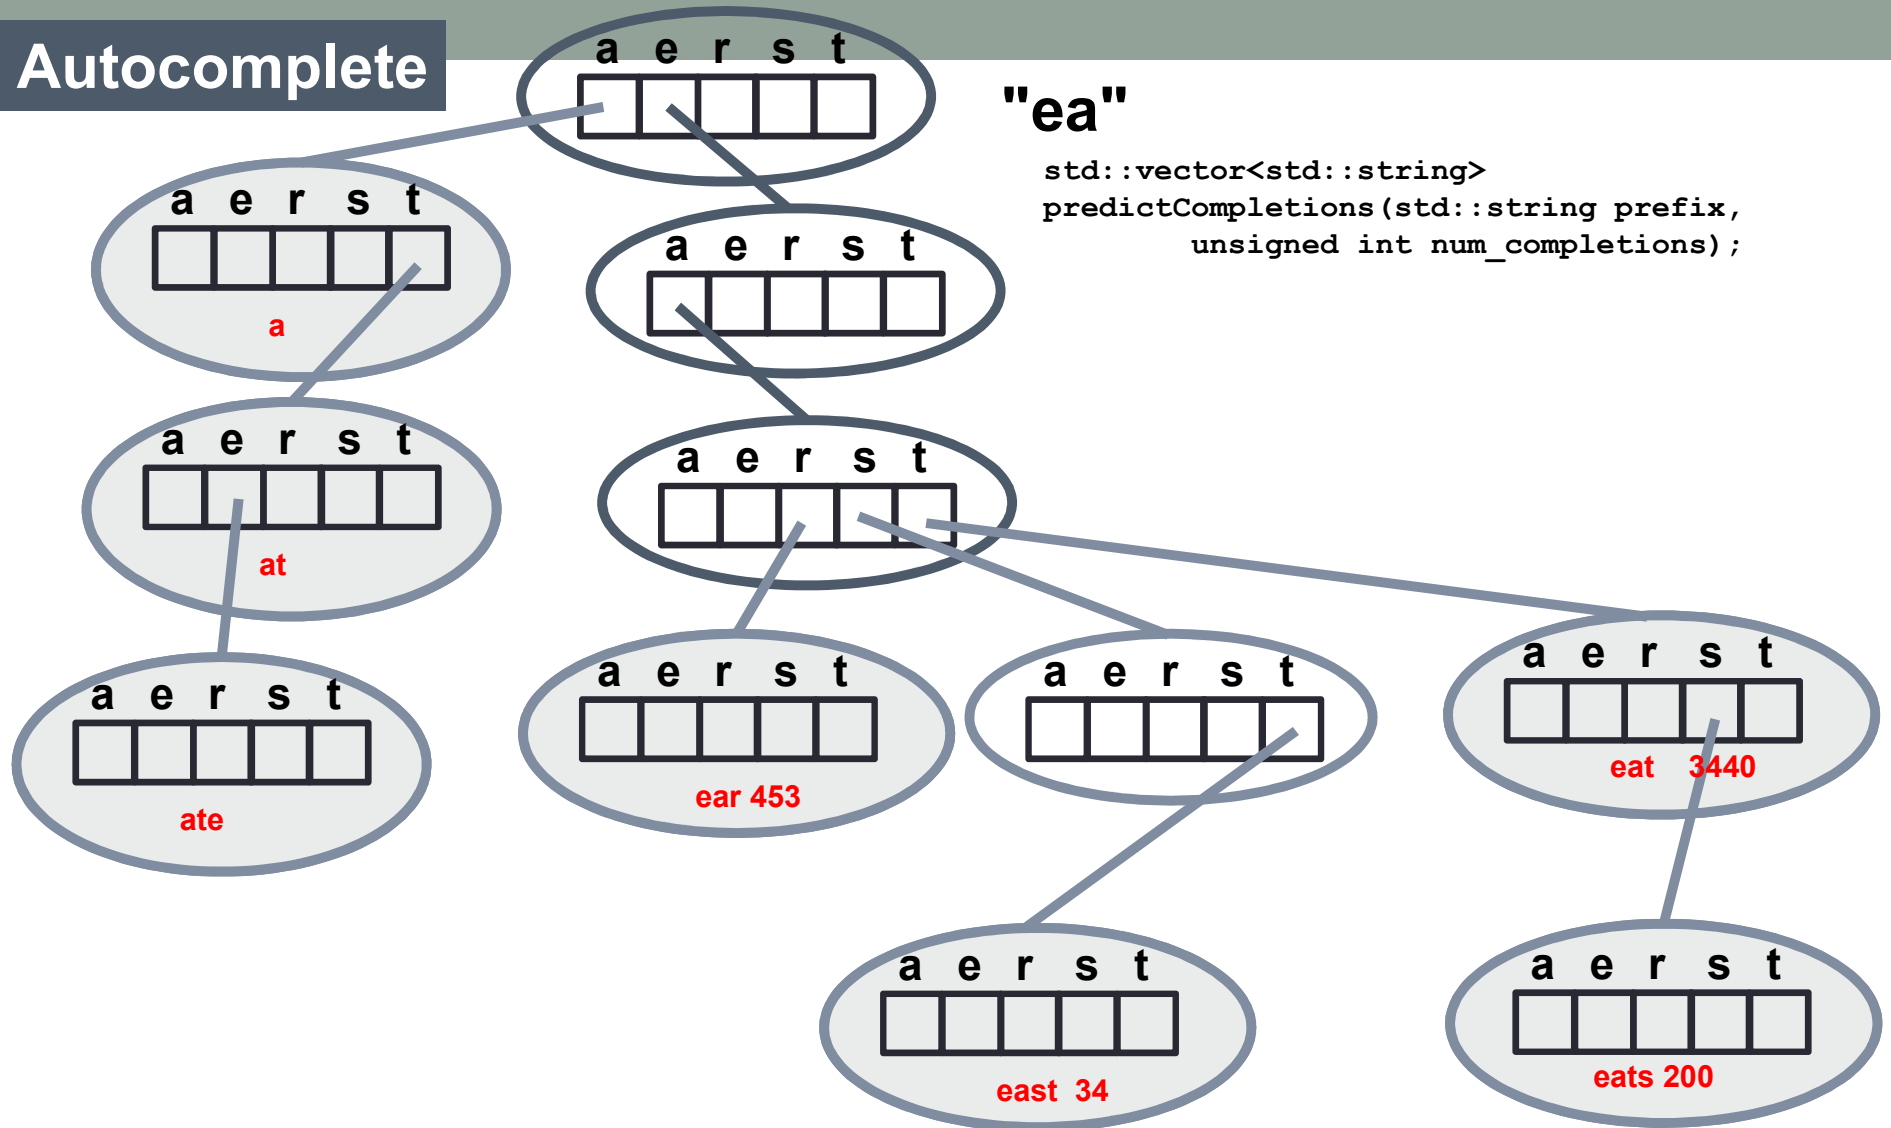 Autocomplete
a e r s t
"ea"
std::vector<std::string>
predictCompletions(std::string prefix,
unsigned int num_completions);
a e r s t
a
a e r s t
a e r s t
at
a e r s t
a e r s t
ate
a e r s t
ear 453
a e r s t
a e r s t
eat 3440
a e r s t
east 34
a e r s t
eats 200